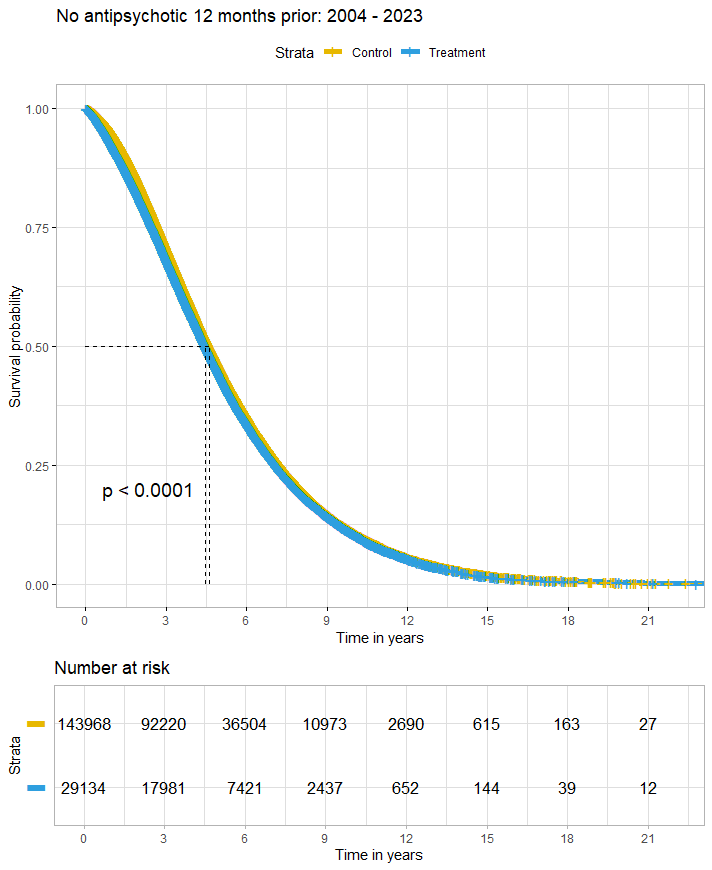 No antipsychotic 12 months prior: 2004 - 2023
Strata Control Treatment
1.00
0.75
0.50
0.25
0.00
Survival probability
p < 0.0001
0 3 6 9 12 15 18 21
Time in years
Number at risk
Strata
143968 92220 36504 10973 2690 615 163 27
29134 17981 7421 2437 652 144 39 12
0 3 6 9 12 15 18 21
Time in years